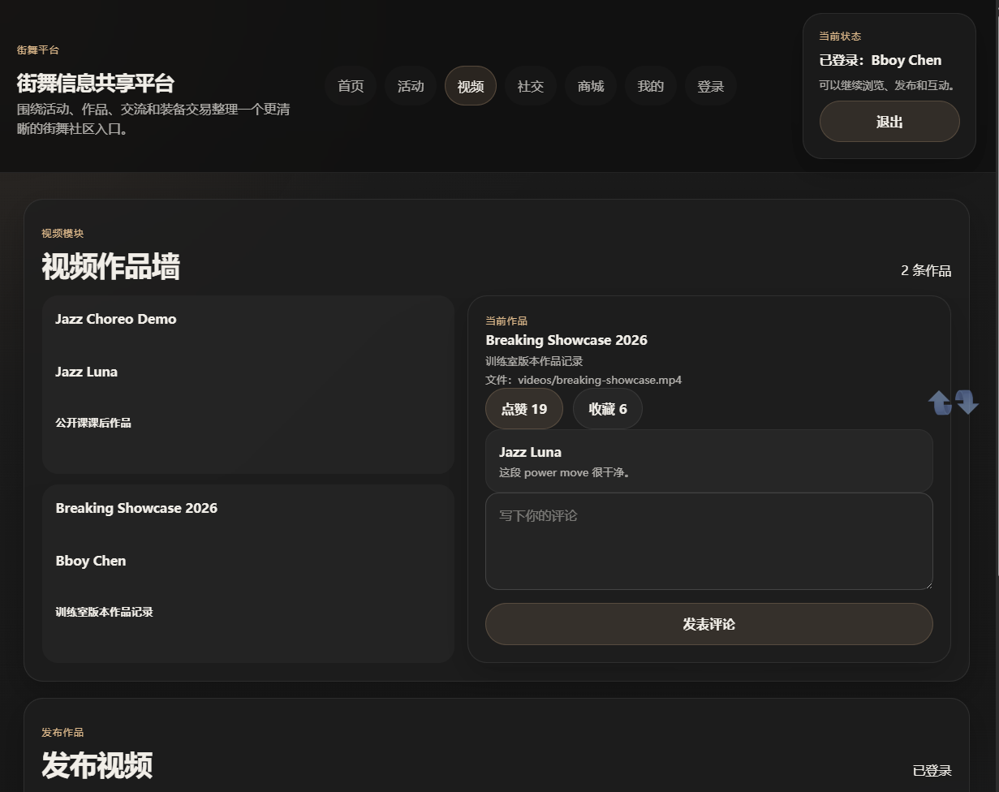 街舞平台
街舞信息共享平台
围绕活动、作品、交流和装备交易整理一个更清
晰的街舞社区入口。
首页
活动
视频
社交
商城
我的
登录
当前状态
已登录：Bboy Chen
可以继续浏览、发布和互动。
退出
视频模块
视频作品墙
2 条作品
Jazz Choreo Demo
Jazz Luna
公开课课后作品
Breaking Showcase 2026
Bboy Chen
训练室版本作品记录
当前作品
Breaking Showcase 2026
训练室版本作品记录
文件：videos/breaking-showcase.mp4
点赞 19
收藏 6
Jazz Luna
这段 power move 很干净。
写下你的评论
发表评论
发布作品
发布视频
已登录